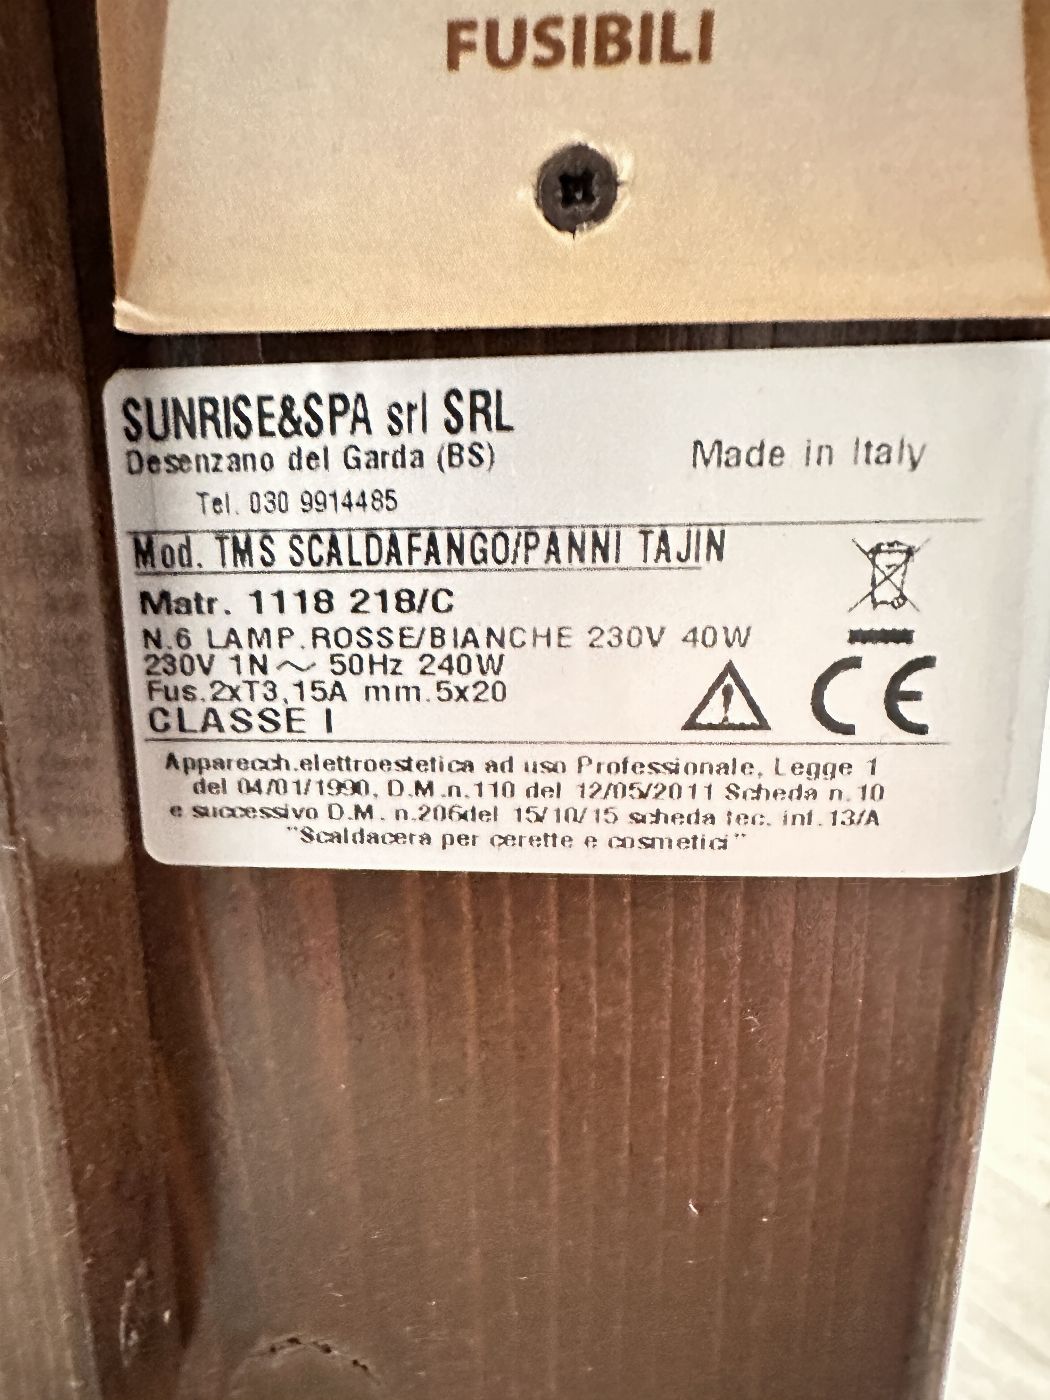 FUSIBILI
SUNRISE&SPA srl SRL
Desenzano del Garda (BS)
Made in Italy
Tel. 030 9914485
Mod. TMS SCALDAFANGO/PANNI TAJIN
Matr. 1118 218/C
N.6 LAMP.ROSSE/BIANCHE 230V 40W
230V 1N ~ 50Hz 240W
Fus.2xT3,15A mm.5x20
CLASSE I
CE
Apparecch.elettroestetica ad uso Professionale, Legge 1
del 04/01/1990, D.M.n.110 del 12/05/2011 Scheda n.10
e successivo D.M. n.206del 15/10/15 scheda tec. inf.13/A
"Scaldacera per cerette e cosmetici"